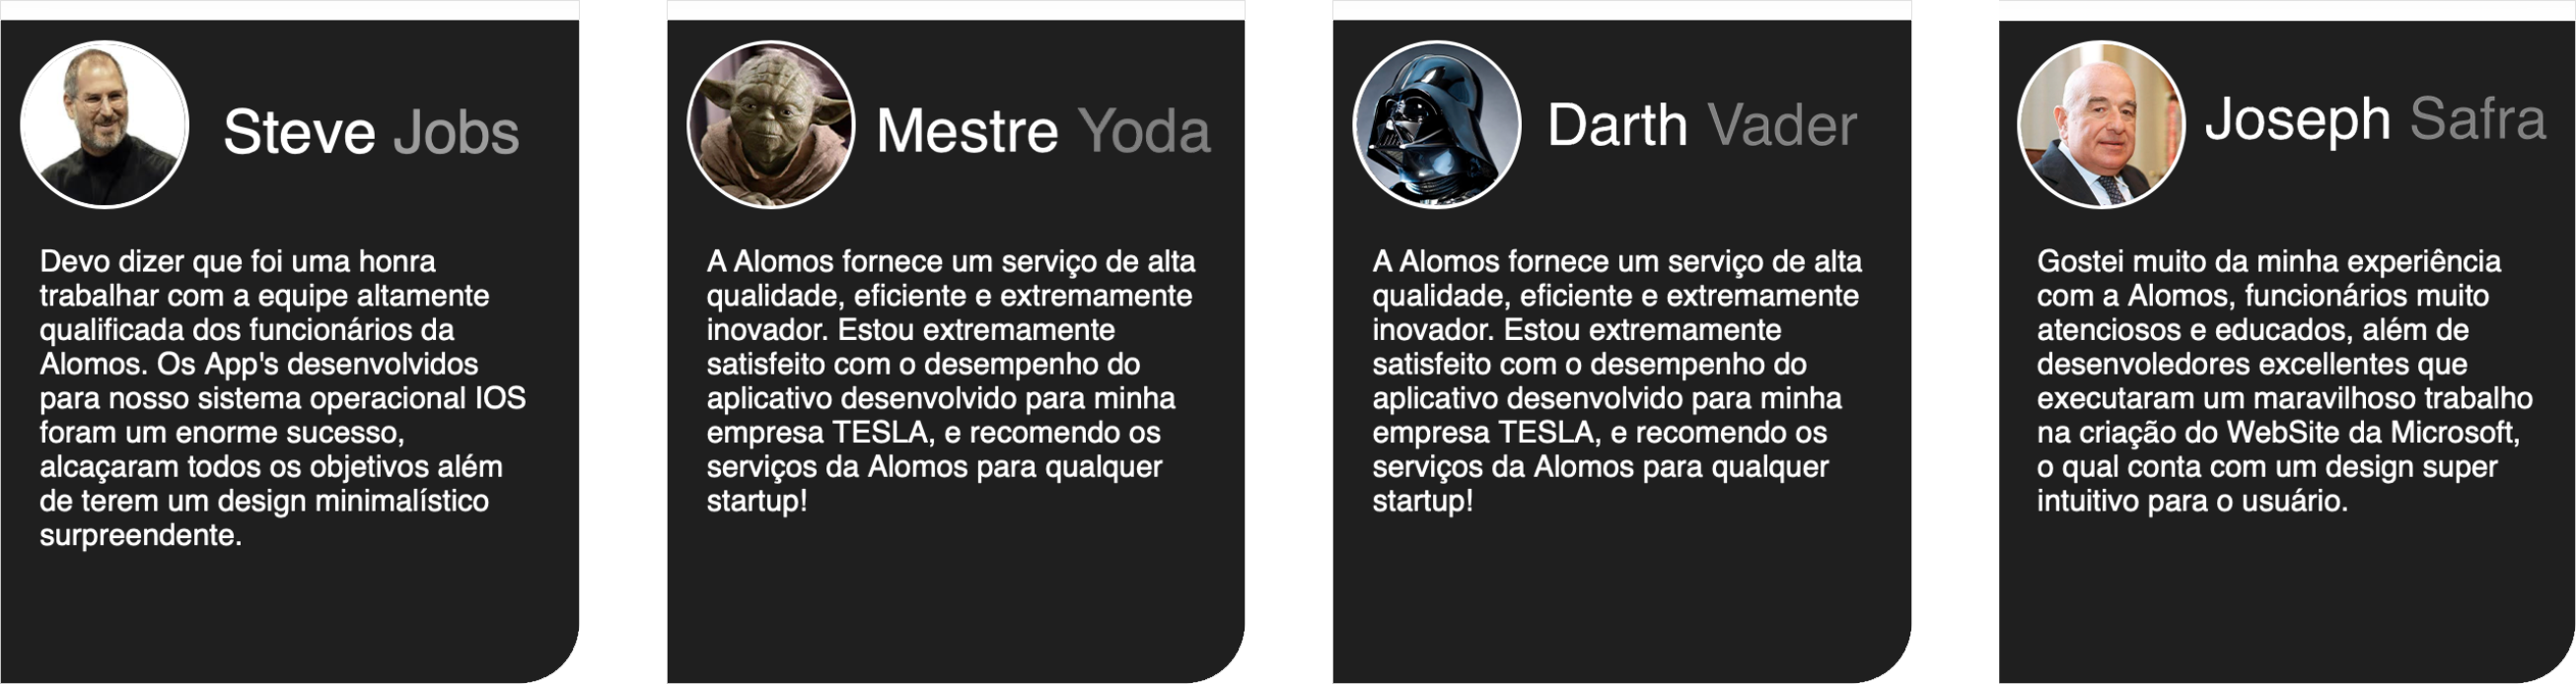 Steve Jobs
Devo dizer que foi uma honra
trabalhar com a equipe altamente
qualificada dos funcionários da
Alomos. Os App's desenvolvidos
para nosso sistema operacional IOS
foram um enorme sucesso,
alcaçaram todos os objetivos além
de terem um design minimalístico
surpreendente.
Mestre Yoda
A Alomos fornece um serviço de alta
qualidade, eficiente e extremamente
inovador. Estou extremamente
satisfeito com o desempenho do
aplicativo desenvolvido para minha
empresa TESLA, e recomendo os
serviços da Alomos para qualquer
startup!
Darth Vader
A Alomos fornece um serviço de alta
qualidade, eficiente e extremamente
inovador. Estou extremamente
satisfeito com o desempenho do
aplicativo desenvolvido para minha
empresa TESLA, e recomendo os
serviços da Alomos para qualquer
startup!
Joseph Safra
Gostei muito da minha experiência
com a Alomos, funcionários muito
atenciosos e educados, além de
desenvoledores excellentes que
executaram um maravilhoso trabalho
na criação do WebSite da Microsoft,
o qual conta com um design super
intuitivo para o usuário.